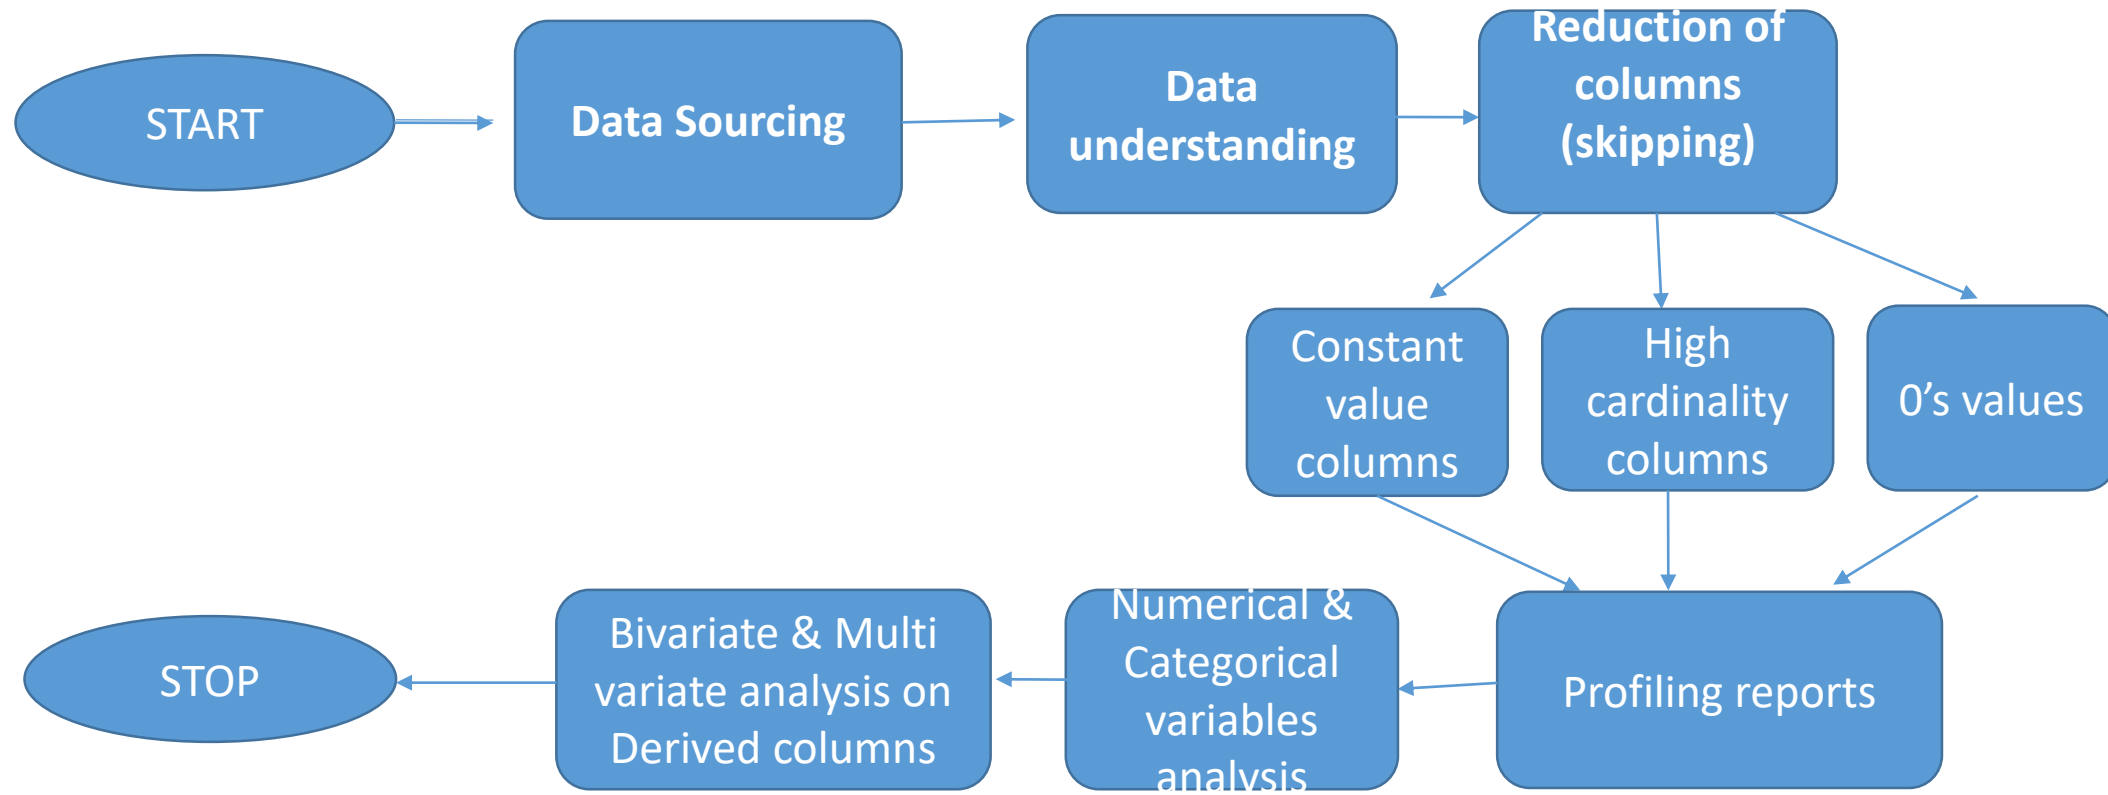 START
Data Sourcing
Data
understanding
Reduction of
columns
(skipping)
Constant
value
columns
High
cardinality
columns
0’s values
Profiling reports
Numerical &
Categorical
variables
analysis
Bivariate & Multi
variate analysis on
Derived columns
STOP